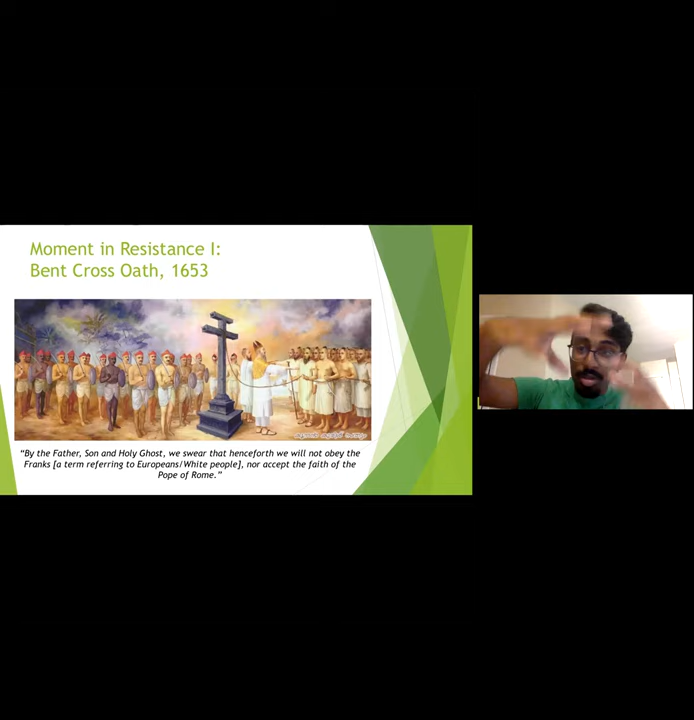 Moment in Resistance I:
Bent Cross Oath, 1653
“By the Father, Son and Holy Ghost, we swear that henceforth we will not obey the
Franks [a term referring to Europeans/White people], nor accept the faith of the
Pope of Rome.”